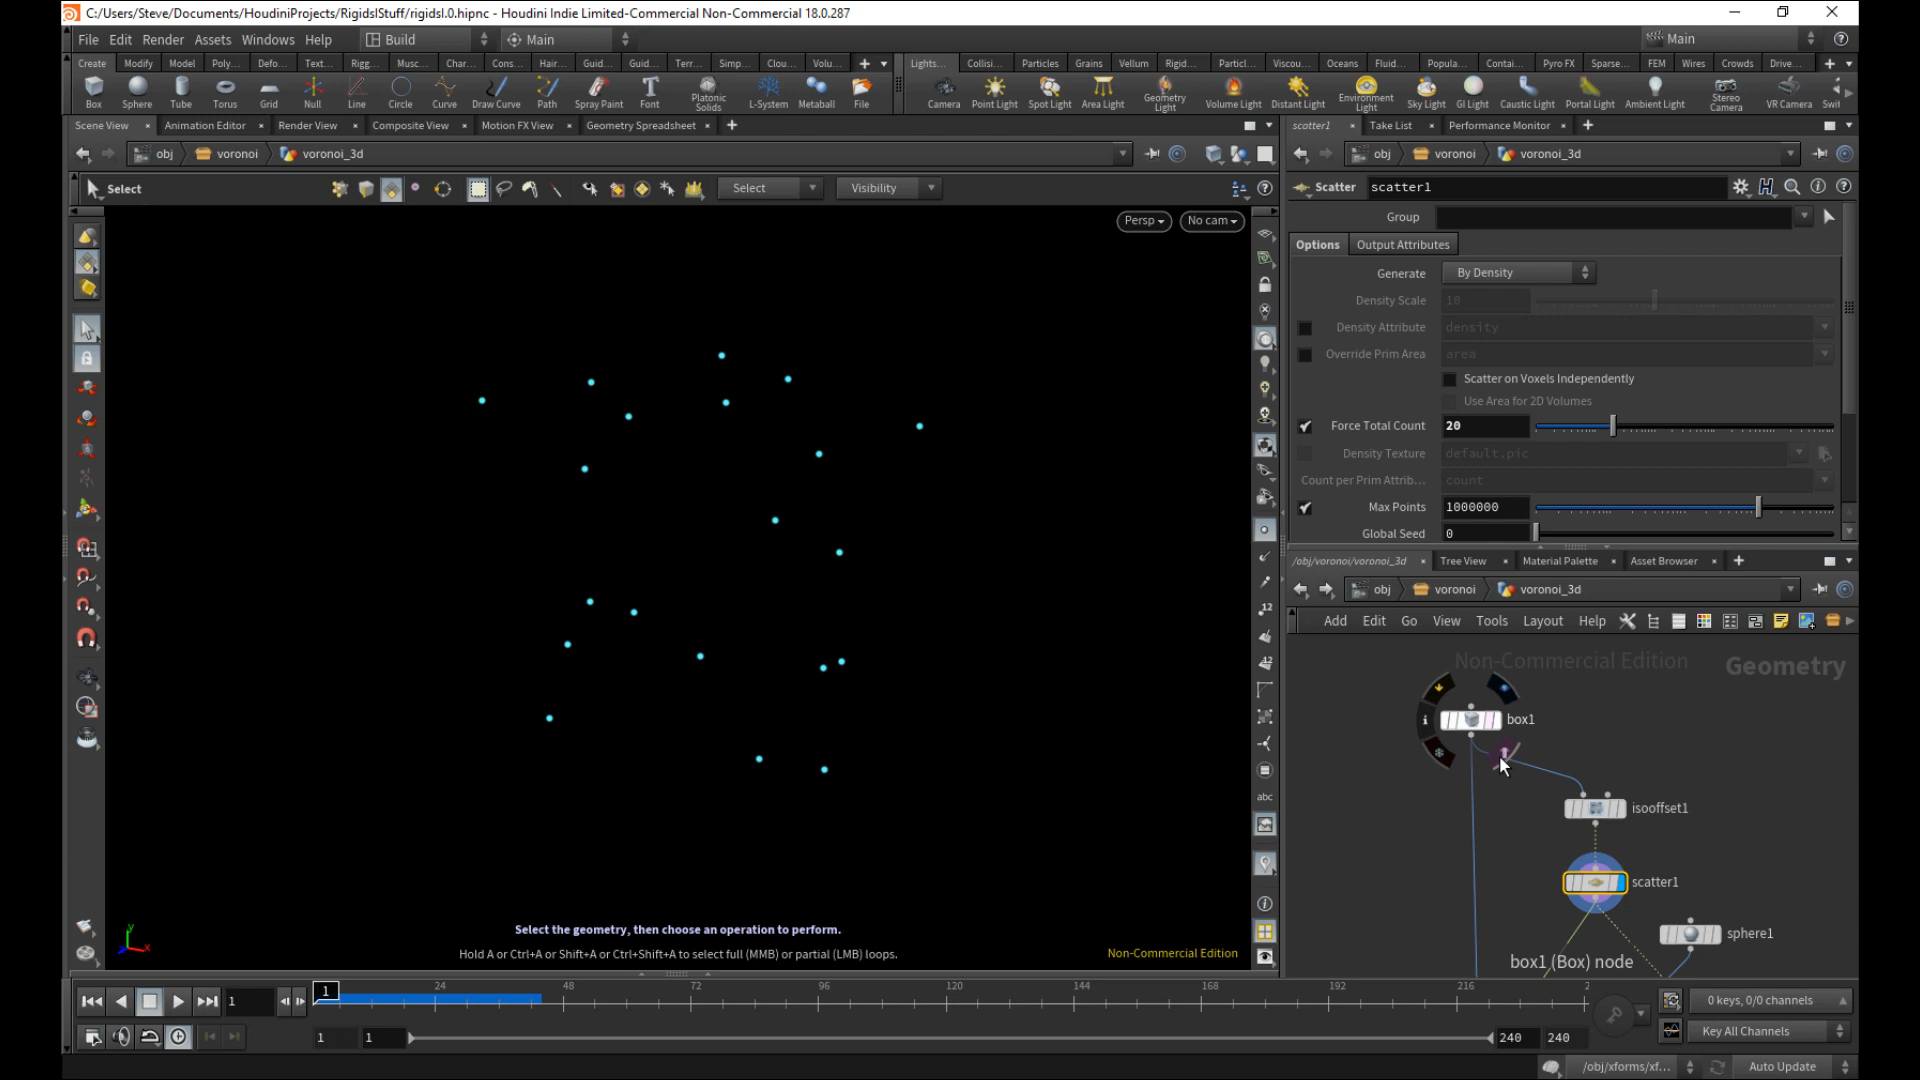 C:/Users/Steve/Documents/HoudiniProjects/RigidslStuff/rigidsl.0.hipnc - Houdini Indie Limited-Commercial Non-Commercial 18.0.287
File Edit Render Assets Windows Help Build Main Main
Create Modify Model Poly... Defo... Text... Rigg... Musc... Char... Cons... Hair... Guid... Guid... Terr... Simp... Clou... Volu...
Lights... Collisi... Particles Grains Vellum Rigid... Particl... Viscou... Oceans Fluid... Popula... Contai... Pyro FX Sparse... FEM Wires Crowds Drive...
Box Sphere Tube Torus Grid Null Line Circle Curve Draw Curve Path Spray Paint Font Platonic Solids L-System Metaball File
Camera Point Light Spot Light Area Light Geometry Light Volume Light Distant Light Environment Light Sky Light GI Light Caustic Light Portal Light Ambient Light Stereo Camera VR Camera Swit
Scene View Animation Editor Render View Composite View Motion FX View Geometry Spreadsheet
scatter1 Take List Performance Monitor
obj voronoi voronoi_3d
obj voronoi voronoi_3d
Select Select Visibility
Scatter scatter1
Persp No cam
Group
Options Output Attributes
Generate By Density
Density Scale 10
Density Attribute density
Override Prim Area area
Scatter on Voxels Independently
Use Area for 2D Volumes
Force Total Count 20
Density Texture default.pic
Count per Prim Attrib... count
Max Points 1000000
Global Seed 0
/obj/voronoi/voronoi_3d Tree View Material Palette Asset Browser
obj voronoi voronoi_3d
Add Edit Go View Tools Layout Help
Non-Commercial Edition Geometry
box1
isooffset1
scatter1
sphere1
box1 (Box) node
12
12
abc
Select the geometry, then choose an operation to perform.
Hold A or Ctrl+A or Shift+A or Ctrl+Shift+A to select full (MMB) or partial (LMB) loops.
Non-Commercial Edition
y x
1 1 24 48 72 96 120 144 168 192 216 2
0 keys, 0/0 channels
1 1 240 240
Key All Channels
/obj/xforms/xf... Auto Update